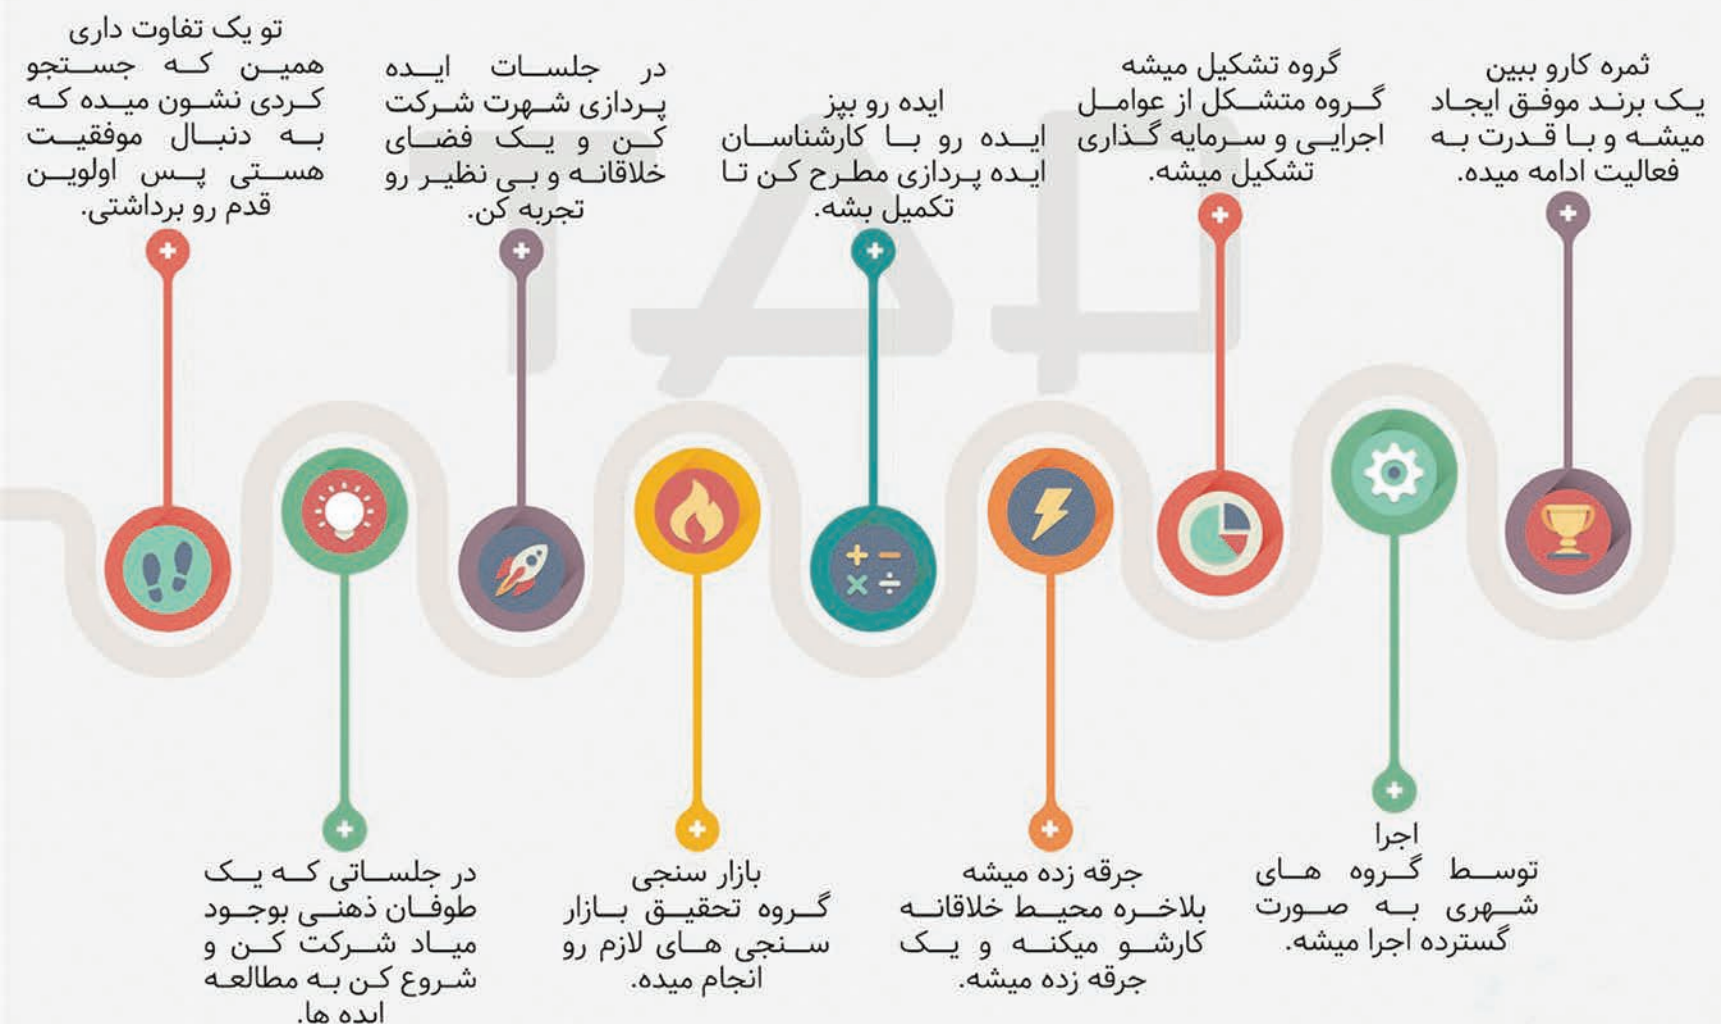 تو یک تفاوت داری
همین که جستجو
کردی نشون میده که
به دنبال موفقیت
هستی پس اولین
قدم رو برداشتی.
در جلساتی که یک
طوفان ذهنی بوجود
میاد شرکت کن و
شروع کن به مطالعه
ایده ها.
در جلسات ایده
پردازی شهرت شرکت
کن و یک فضای
خلاقانه و بی نظیر رو
تجربه کن.
بازار سنجی
گروه تحقیق بازار
سنجی های لازم رو
انجام میده.
ایده رو بپز
ایده رو با کارشناسان
ایده پردازی مطرح کن تا
تکمیل بشه.
جرقه زده میشه
بلاخره محیط خلاقانه
کارشو میکنه و یک
جرقه زده میشه.
گروه تشکیل میشه
گروه متشکل از عوامل
اجرایی و سرمایه گذاری
تشکیل میشه.
اجرا
توسط گروه های
شهری به صورت
گسترده اجرا میشه.
ثمره کارو ببین
یک برند موفق ایجاد
میشه و با قدرت به
فعالیت ادامه میده.